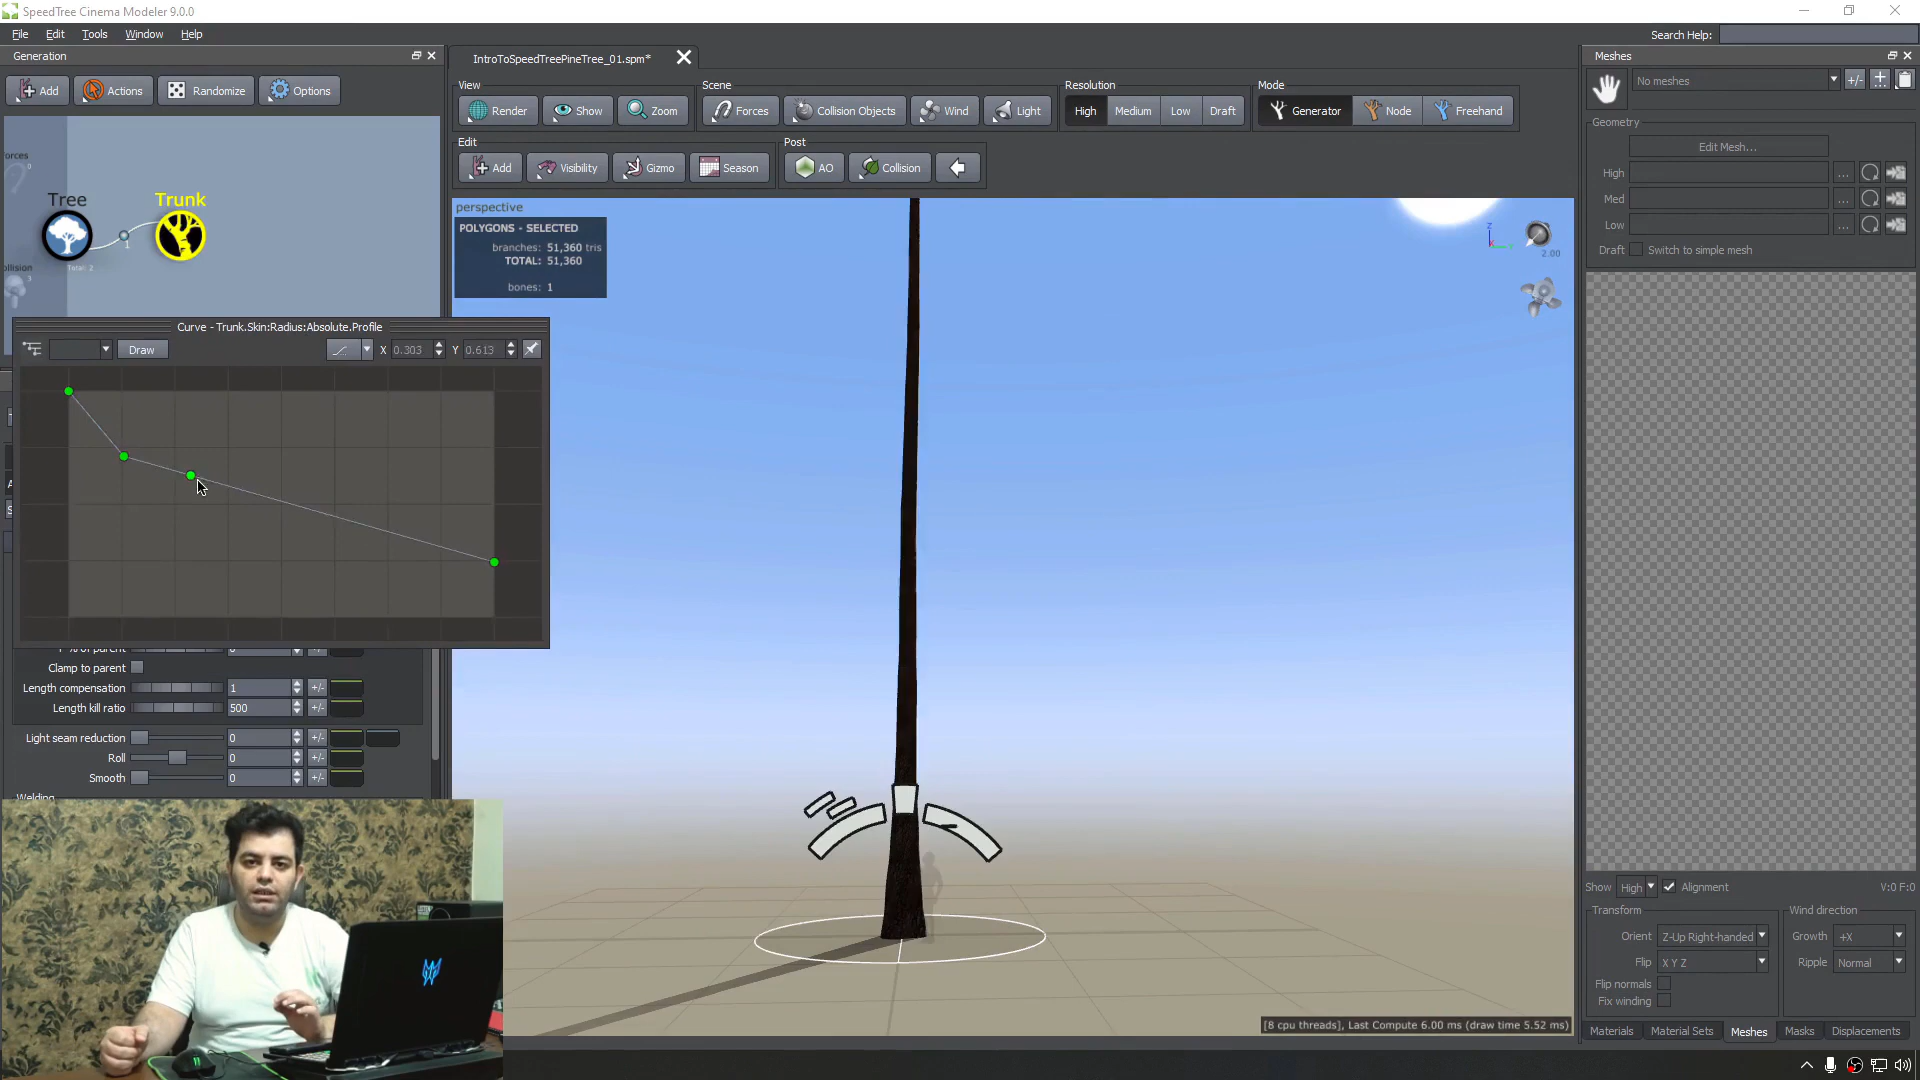 SpeedTree Cinema Modeler 9.0.0
File Edit Tools Window Help
Search Help:
Generation
Add Actions Randomize Options
Tree
1
Total: 2
Trunk
Curve - Trunk.Skin:Radius:Absolute.Profile
Draw X 0.303 Y 0.613
Clamp to parent
Length compensation 1 +/-
Length kill ratio 500 +/-
Light seam reduction 0 +/-
Roll 0 +/-
Smooth 0 +/-
IntroToSpeedTreePineTree_01.spm*
View Scene Resolution Mode
Render Show Zoom Forces Collision Objects Wind Light High Medium Low Draft Generator Node Freehand
Edit Post
Add Visibility Gizmo Season AO Collision
perspective
POLYGONS - SELECTED
branches: 51,360 tris
TOTAL: 51,360
bones: 1
Z
2.00
[8 cpu threads], Last Compute 6.00 ms (draw time 5.52 ms)
Meshes
No meshes +/-
Geometry
Edit Mesh...
High ...
Med ...
Low ...
Draft Switch to simple mesh
Show High Alignment V:0 F:0
Transform Wind direction
Orient Z-Up Right-handed Growth +X
Flip X Y Z Ripple Normal
Flip normals
Fix winding
Materials Material Sets Meshes Masks Displacements